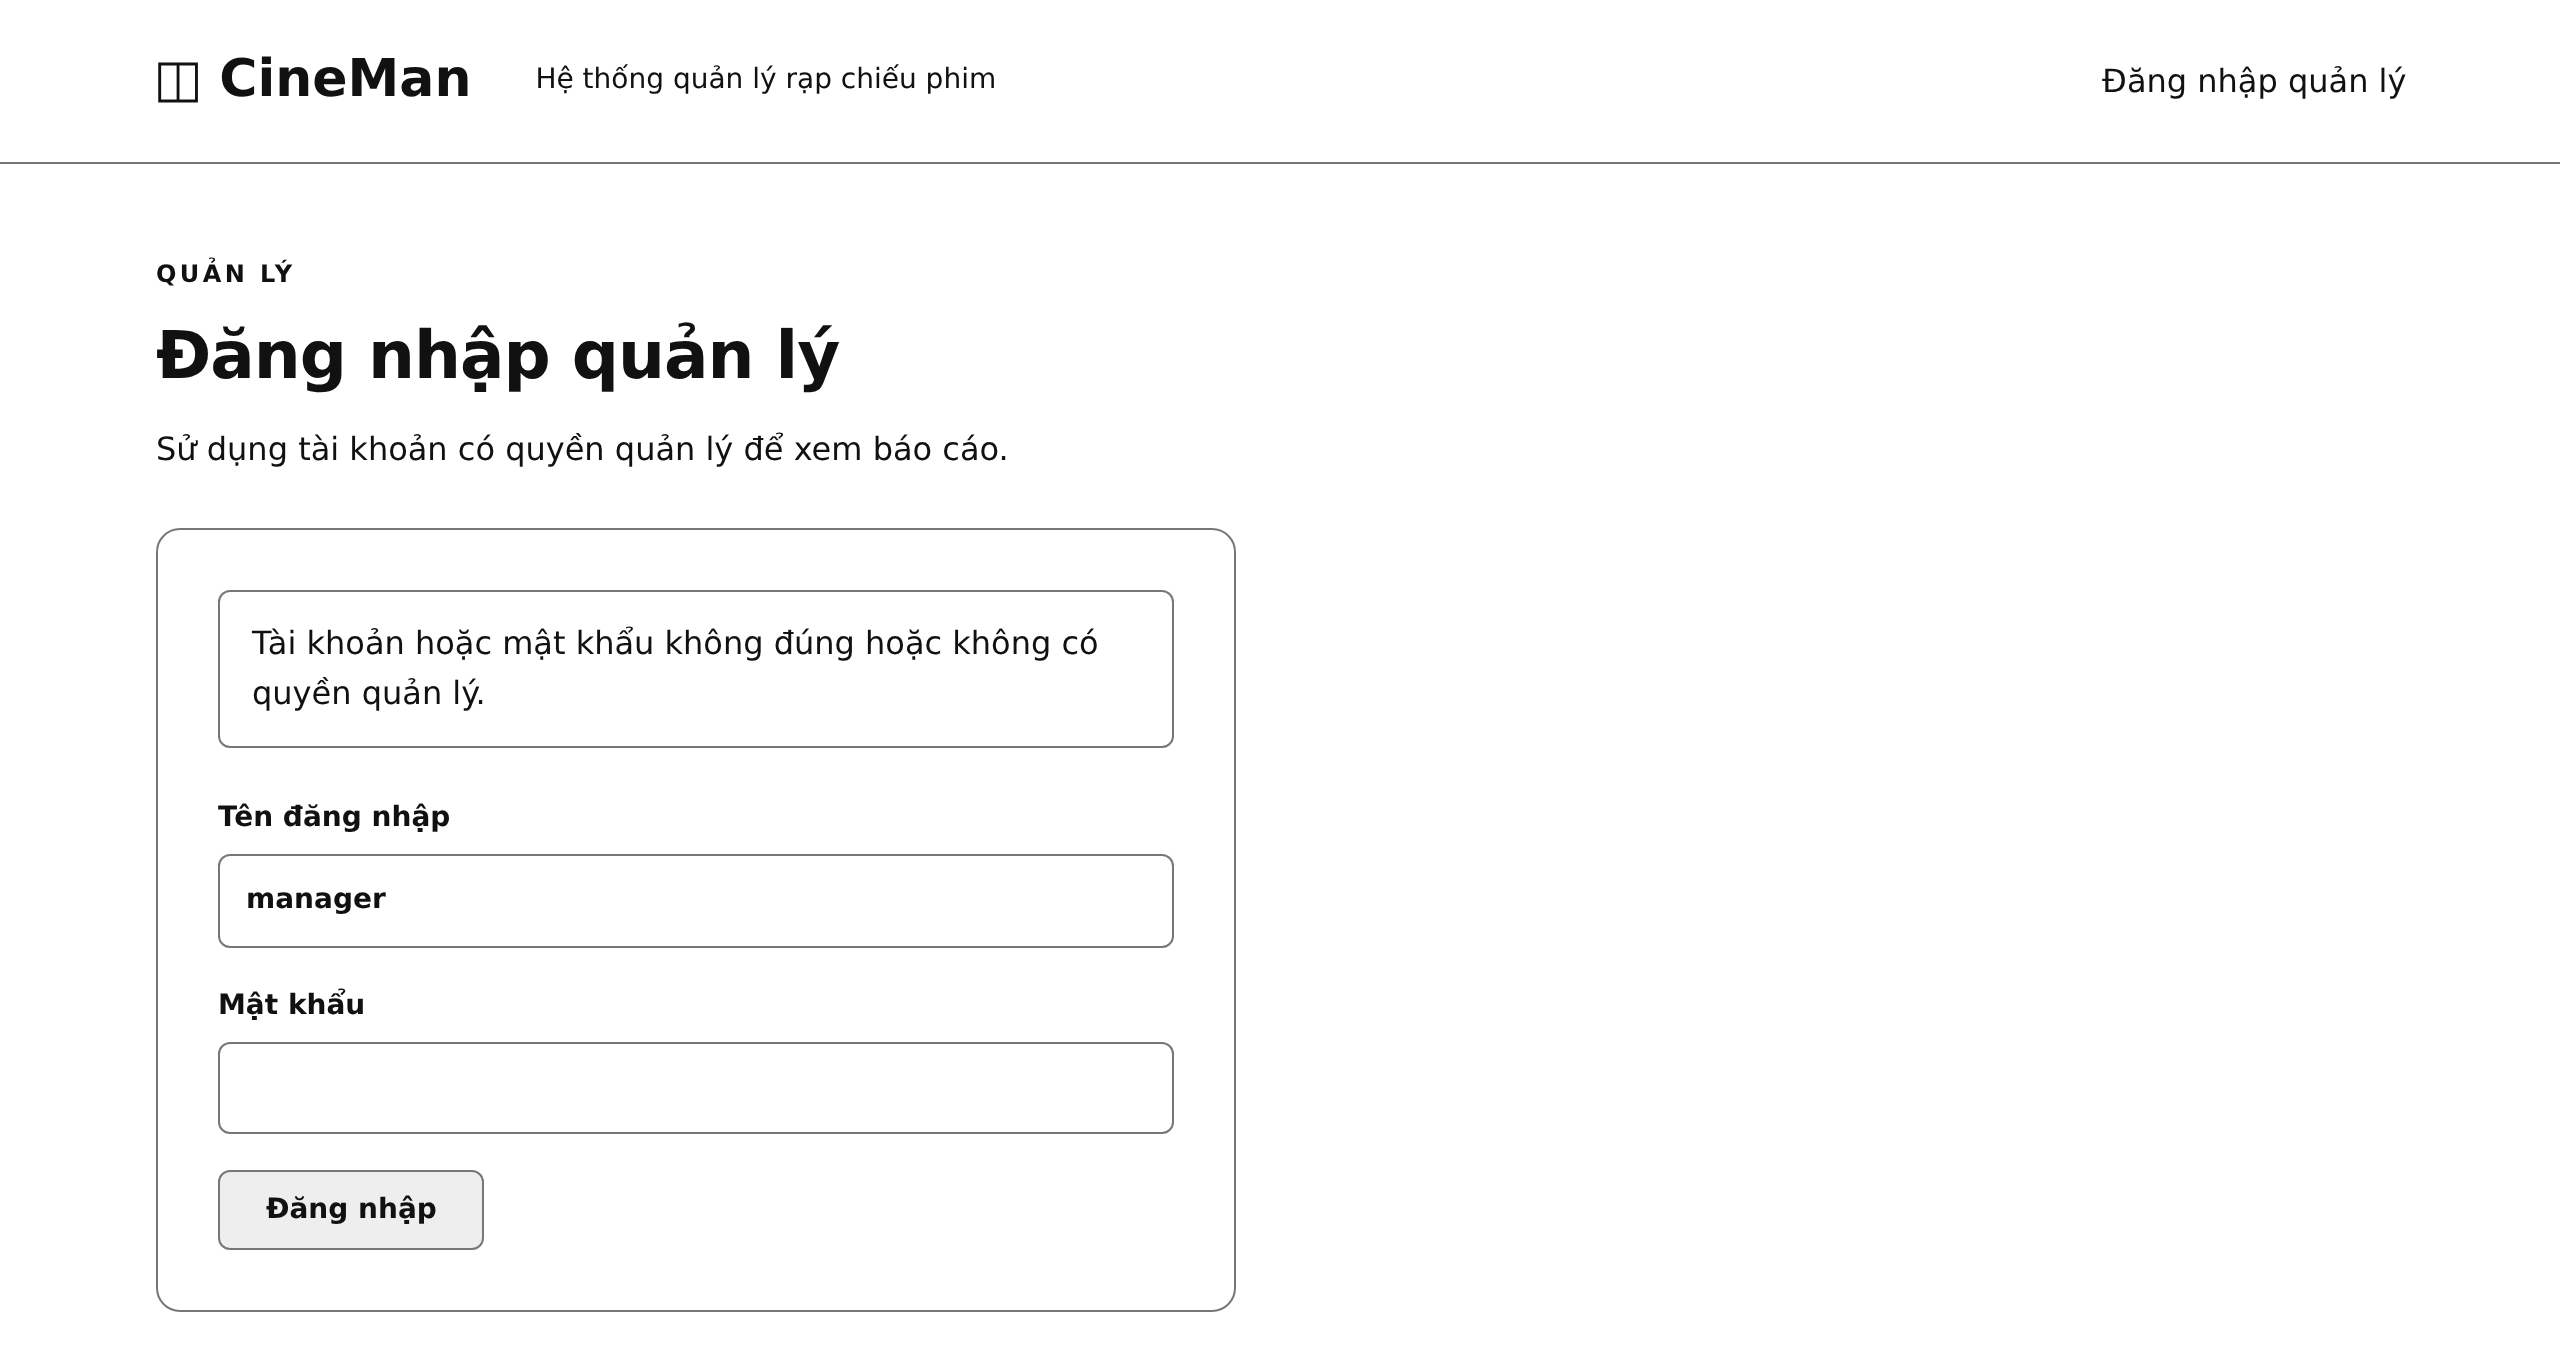 CineMan
Hệ thống quản lý rạp chiếu phim
Đăng nhập quản lý
QUẢN LÝ
Đăng nhập quản lý
Sử dụng tài khoản có quyền quản lý để xem báo cáo.
Tài khoản hoặc mật khẩu không đúng hoặc không có
quyền quản lý.
Tên đăng nhập
manager
Mật khẩu
Đăng nhập